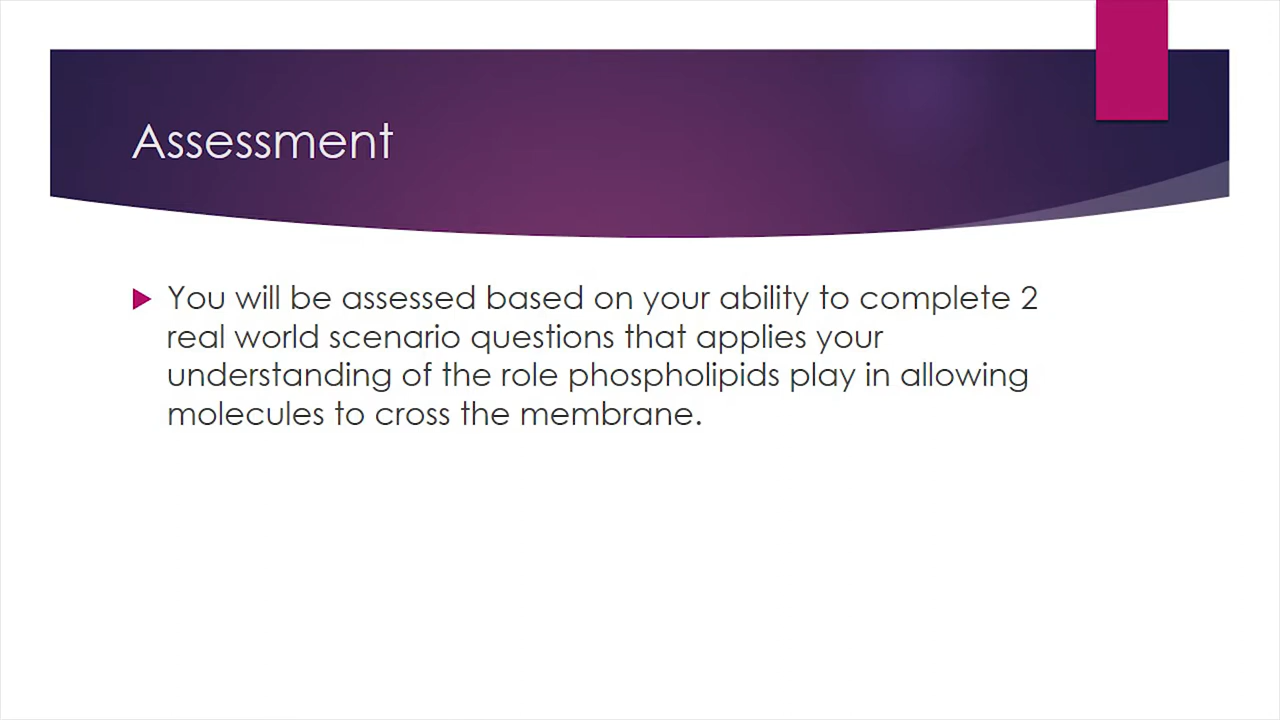 Assessment
You will be assessed based on your ability to complete 2
real world scenario questions that applies your
understanding of the role phospholipids play in allowing
molecules to cross the membrane.